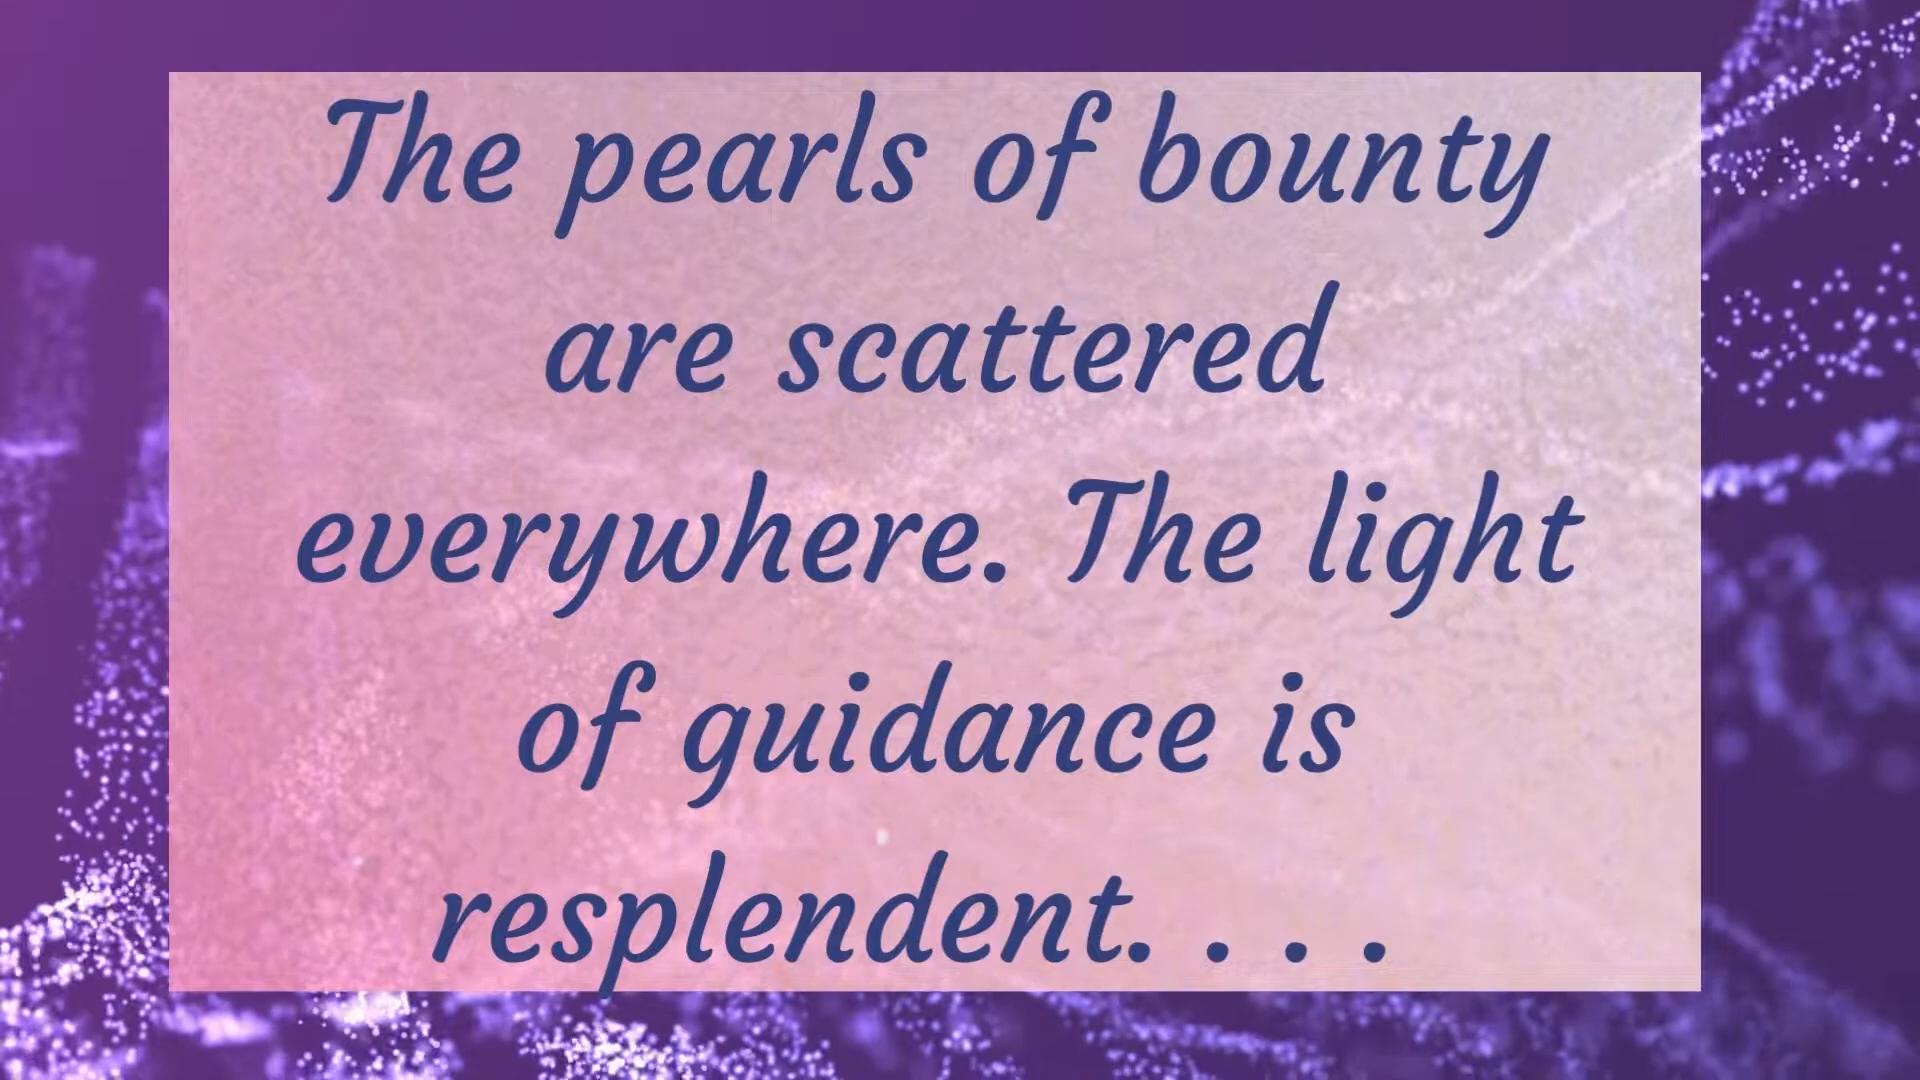 The pearls of bounty
are scattered
everywhere. The light
of guidance is
resplendent. . . .